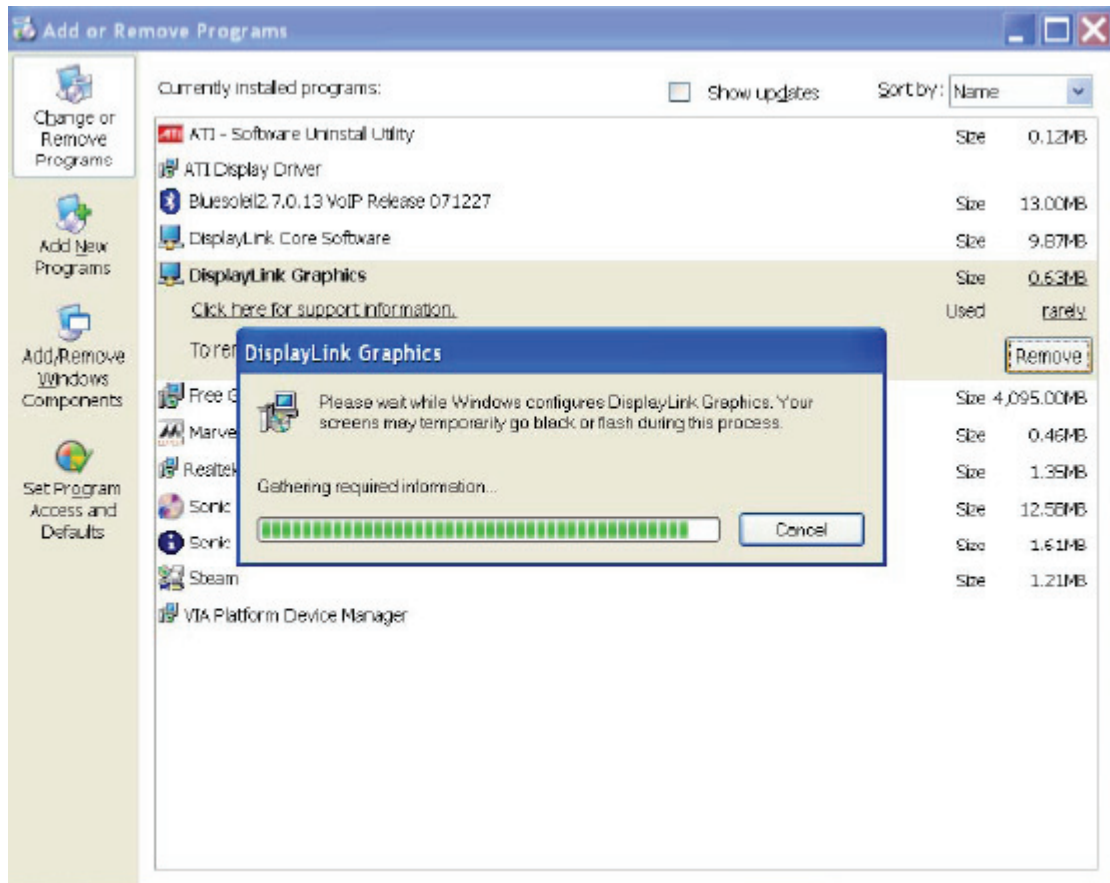 Add or Remove Programs
Change or
Remove
Programs
Add New
Programs
Add/Remove
Windows
Components
Set Program
Access and
Defaults
Currently installed programs:
Show updates
Sort by: Name
ATI - Software Uninstall Utility Size 0.12MB
ATI Display Driver
Bluesoleil2.7.0.13 VoIP Release 071227 Size 13.00MB
DisplayLink Core Software Size 9.87MB
DisplayLink Graphics Size 0.63MB
Click here for support information. Used rarely
To Remove
DisplayLink Graphics
Please wait while Windows configures DisplayLink Graphics. Your
screens may temporarily go black or flash during this process.
Gathering required information...
Cancel
Free Size 4,095.00MB
Size 0.46MB
Size 1.35MB
Sonic Size 12.58MB
Sonic Size 1.61MB
Steam Size 1.21MB
VIA Platform Device Manager